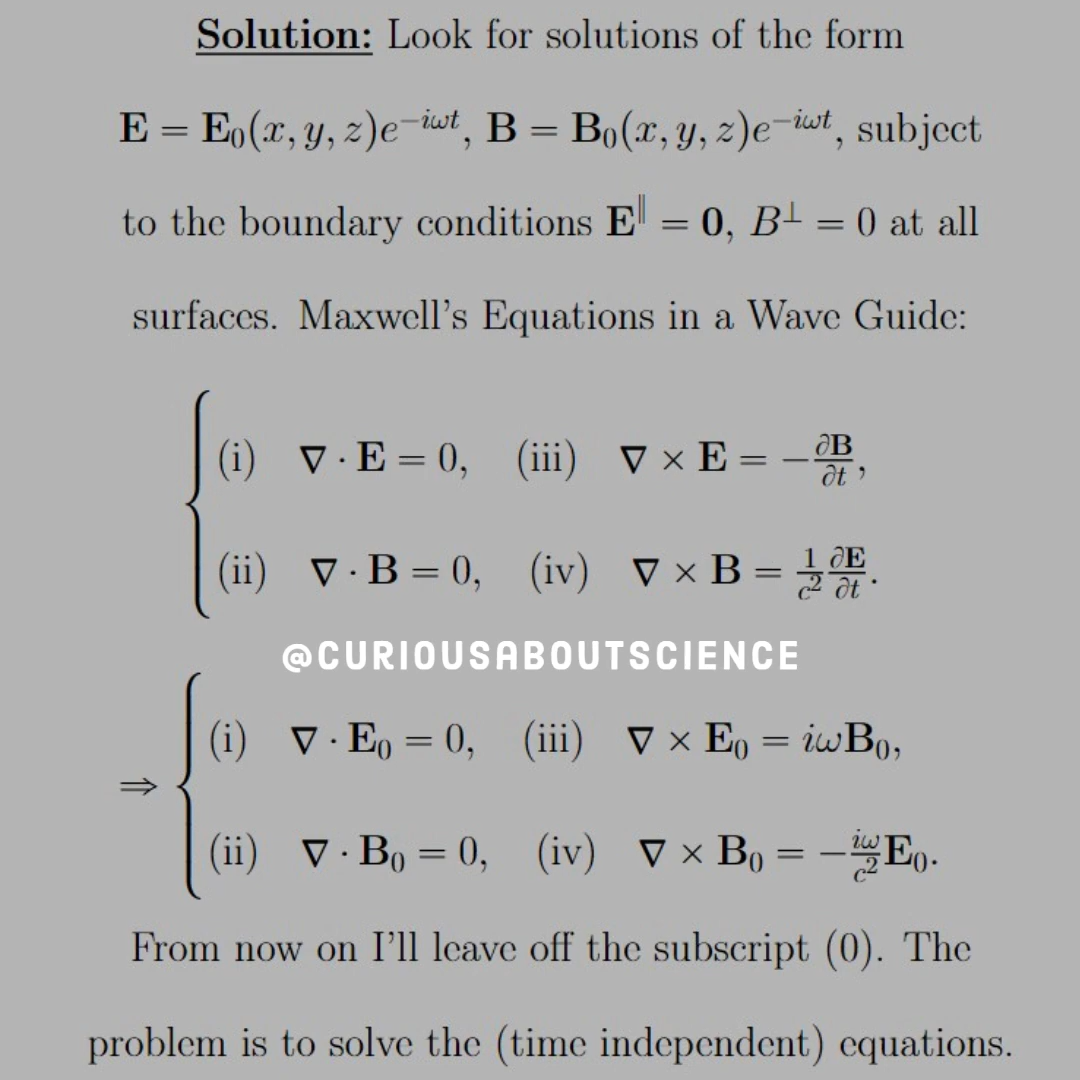 Solution: Look for solutions of the form
E = E₀(x, y, z)e^{−iωt}, B = B₀(x, y, z)e^{−iωt}, subject
to the boundary conditions E^∥ = 0, B^⊥ = 0 at all
surfaces. Maxwell's Equations in a Wave Guide:
(i) ∇ · E = 0, (iii) ∇ × E = −∂B/∂t,
(ii) ∇ · B = 0, (iv) ∇ × B = 1/c² ∂E/∂t.
@CURIOUSABOUTSCIENCE
⇒ (i) ∇ · E₀ = 0, (iii) ∇ × E₀ = iωB₀,
(ii) ∇ · B₀ = 0, (iv) ∇ × B₀ = −iω/c² E₀.
From now on I'll leave off the subscript (0). The
problem is to solve the (time independent) equations.